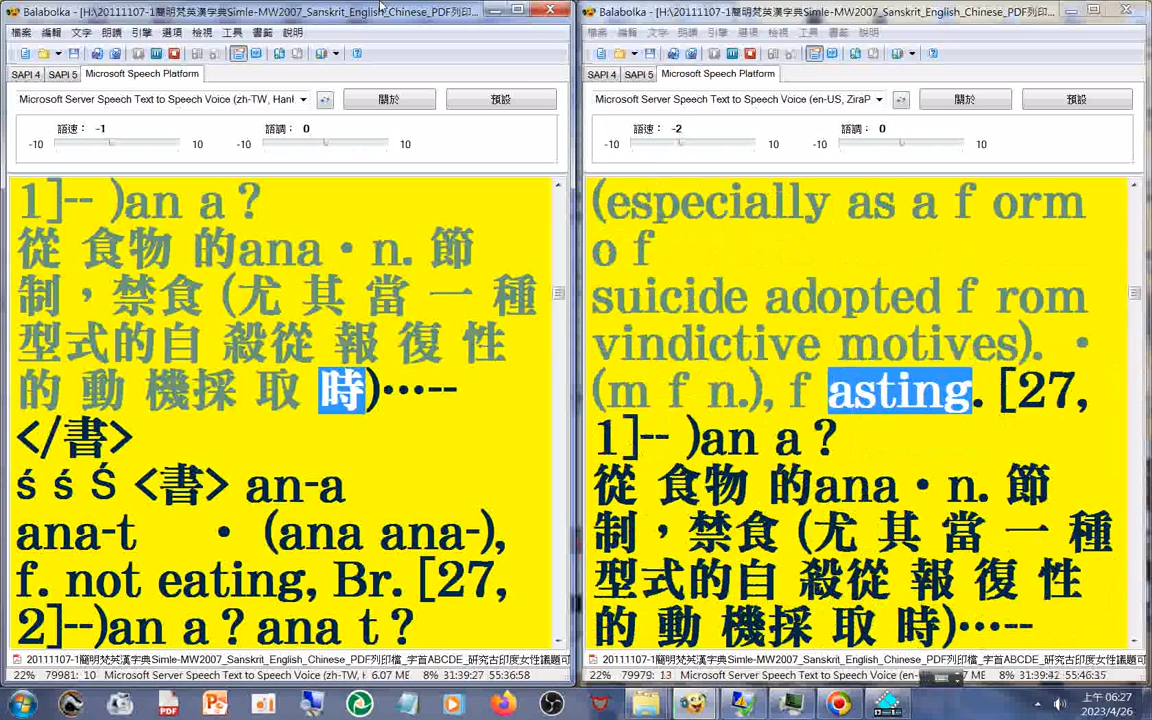 Balabolka - [H:\20111107-1簡明梵英漢字典Simle-MW2007_Sanskrit_English_Chinese_PDF列印...
檔案 編輯 文字 朗讀 引擎 選項 檢視 工具 書籤 說明
SAPI 4 SAPI 5 Microsoft Speech Platform
Microsoft Server Speech Text to Speech Voice (zh-TW, Hanl 關於 預設
語速： -1 語調： 0
-10 10 -10 10
1]-- )an a？
從 食物 的ana・n. 節
制，禁食 (尤 其 當 一 種
型式的自 殺從 報 復 性
的 動 機採 取 時)…--
</書>
ś ś Ś <書> an-a
ana-t ・ (ana ana-),
f. not eating, Br. [27,
2]--)an a？ana t？
20111107-1簡明梵英漢字典Simle-MW2007_Sanskrit_English_Chinese_PDF列印檔_字首ABCDE_研究古印度女性議題可
22% 79981: 10 Microsoft Server Speech Text to Speech Voice (zh-TW, H 6.07 ME 8% 31:39:27 55:36:58
Balabolka - [H:\20111107-1簡明梵英漢字典Simle-MW2007_Sanskrit_English_Chinese_PDF列印...
檔案 編輯 文字 朗讀 引擎 選項 檢視 工具 書籤 說明
SAPI 4 SAPI 5 Microsoft Speech Platform
Microsoft Server Speech Text to Speech Voice (en-US, ZiraP 關於 預設
語速： -2 語調： 0
-10 10 -10 10
(especially as a f orm
o f
suicide adopted f rom
vindictive motives). ・
(m f n.), f asting. [27,
1]-- )an a？
從 食物 的ana・n. 節
制，禁食 (尤 其 當 一 種
型式的自 殺從 報 復 性
的 動 機採 取 時)…--
20111107-1簡明梵英漢字典Simle-MW2007_Sanskrit_English_Chinese_PDF列印檔_字首ABCDE_研究古印度女性議題可
22% 79979: 13 Microsoft Server Speech Text to Speech Voice (en-US, 8% 31:39:42 55:46:35
上午 06:27
2023/4/26